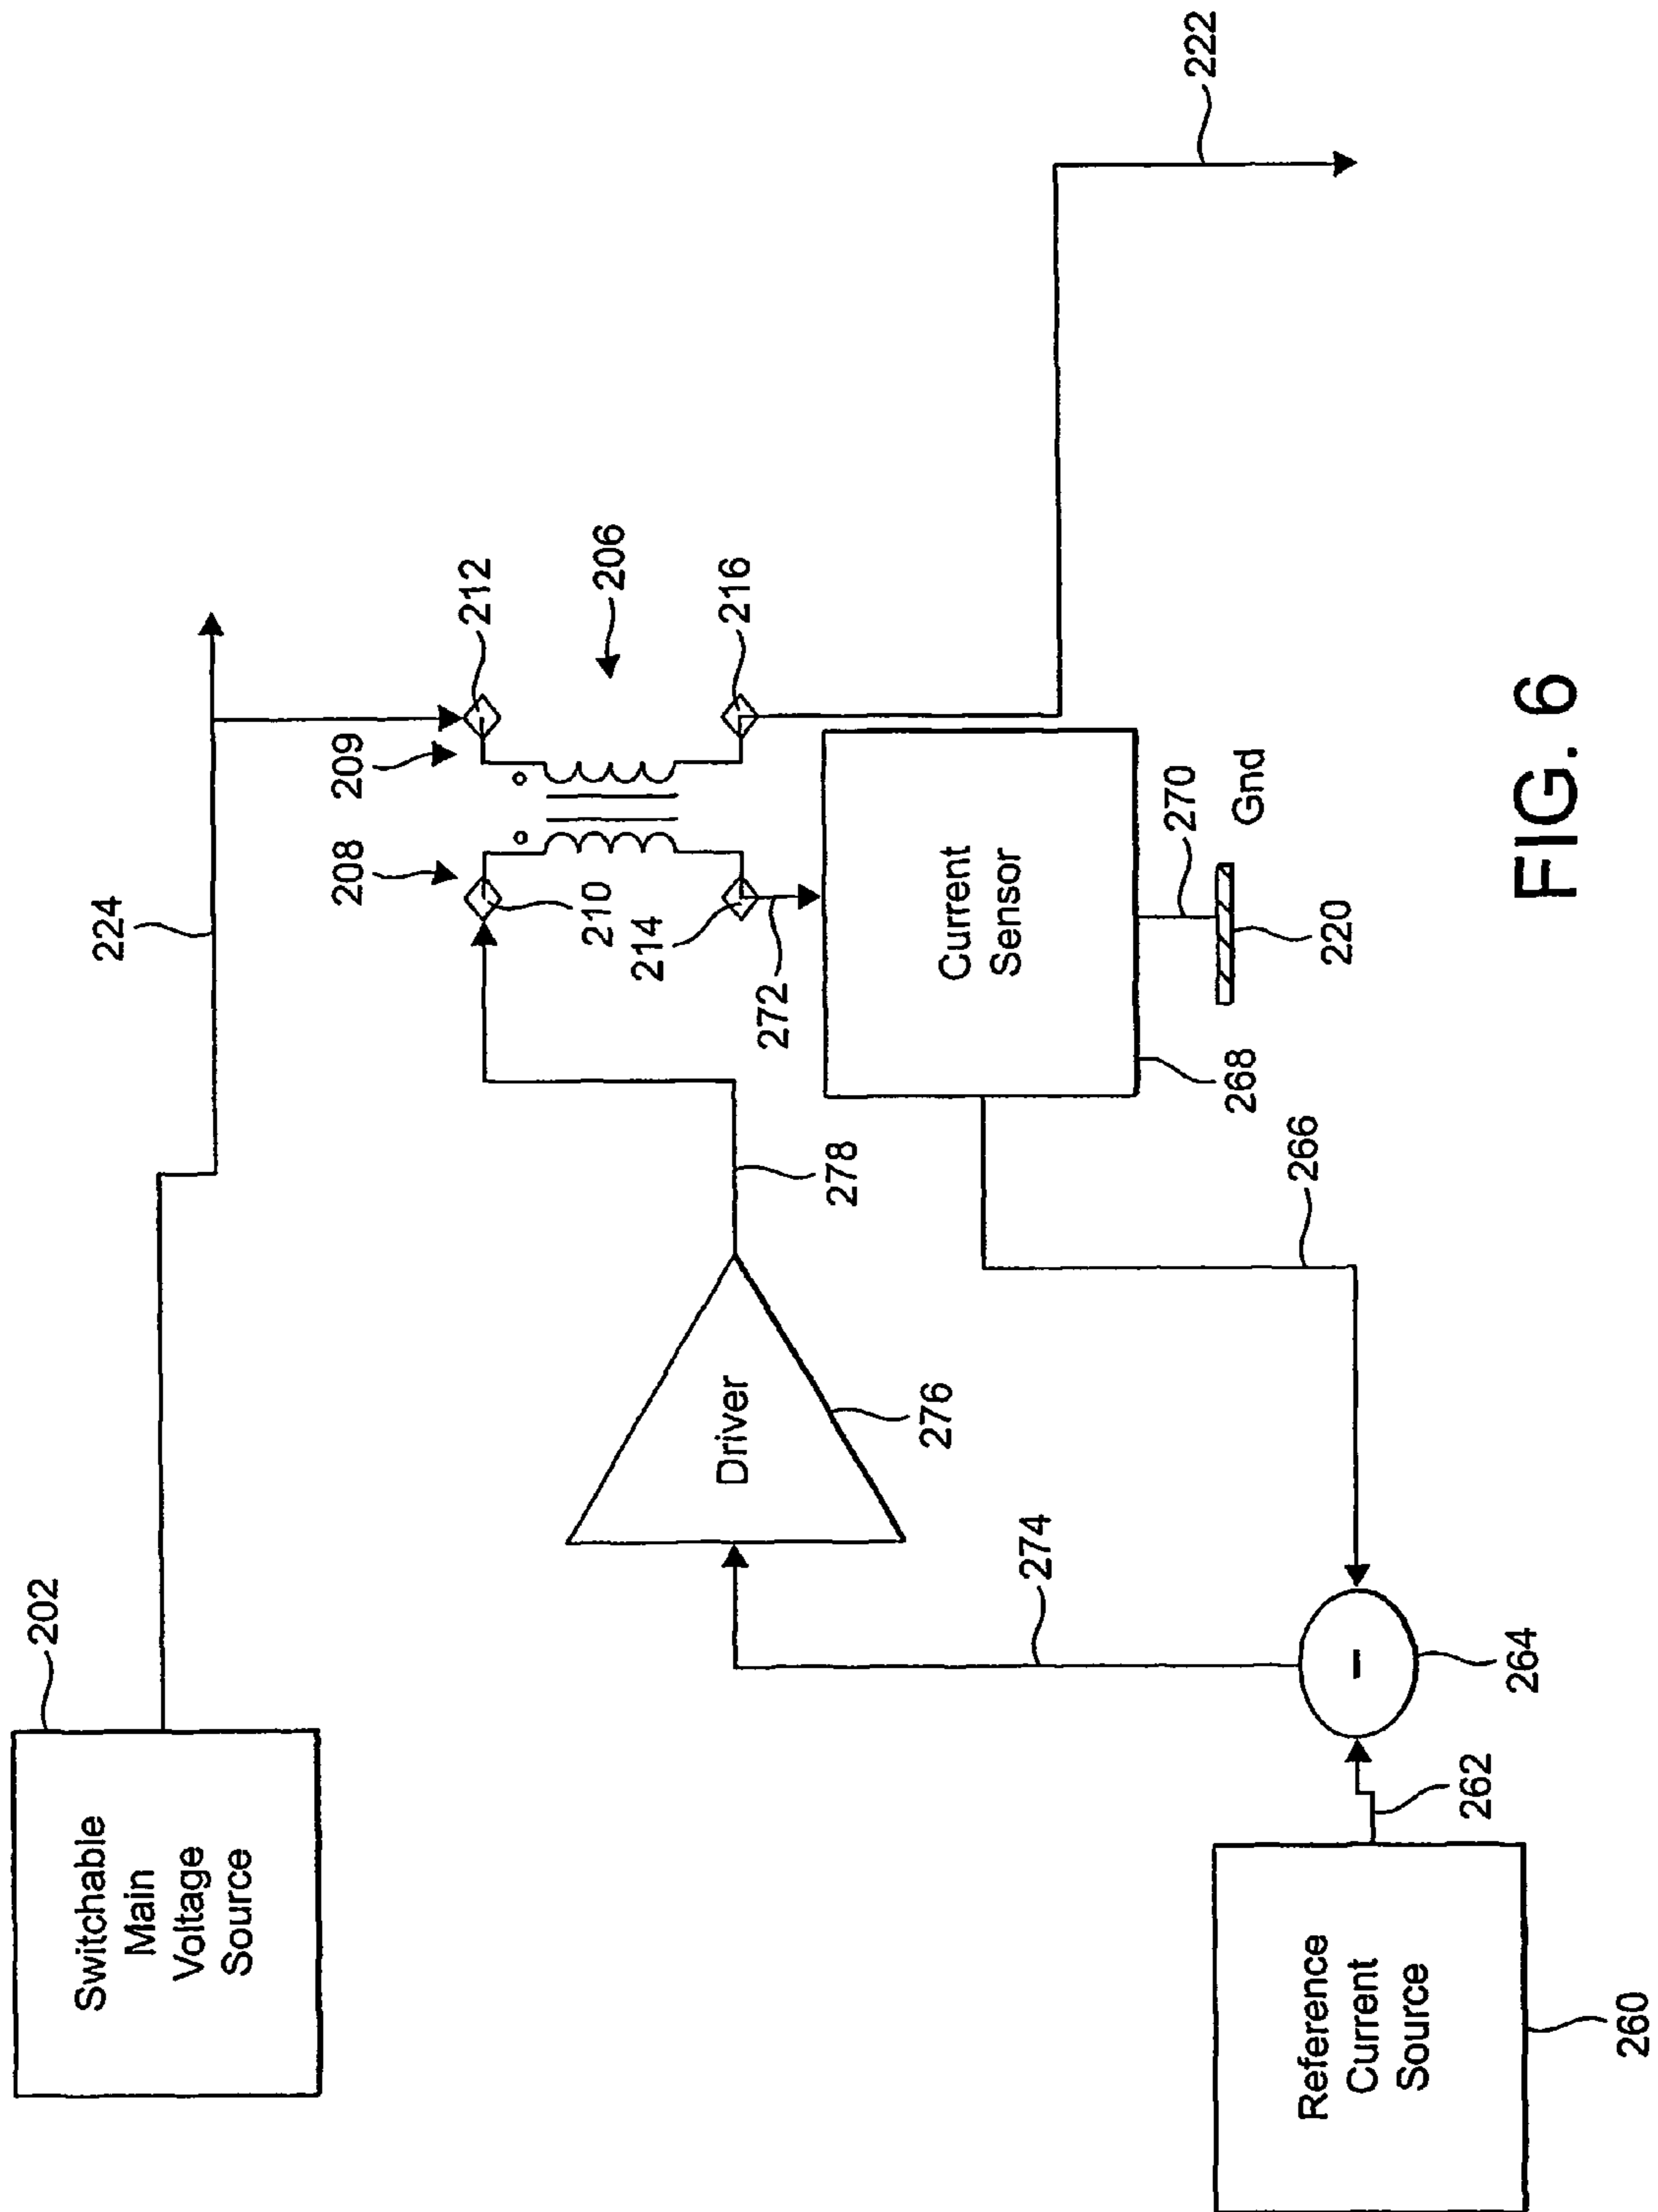 202
Switchable
Main
Voltage
Source
224
208
209
212
210
206
214
216
272
222
Driver
276
278
Current
Sensor
268
270
Gnd
220
274
266
264
262
Reference
Current
Source
260
FIG. 6